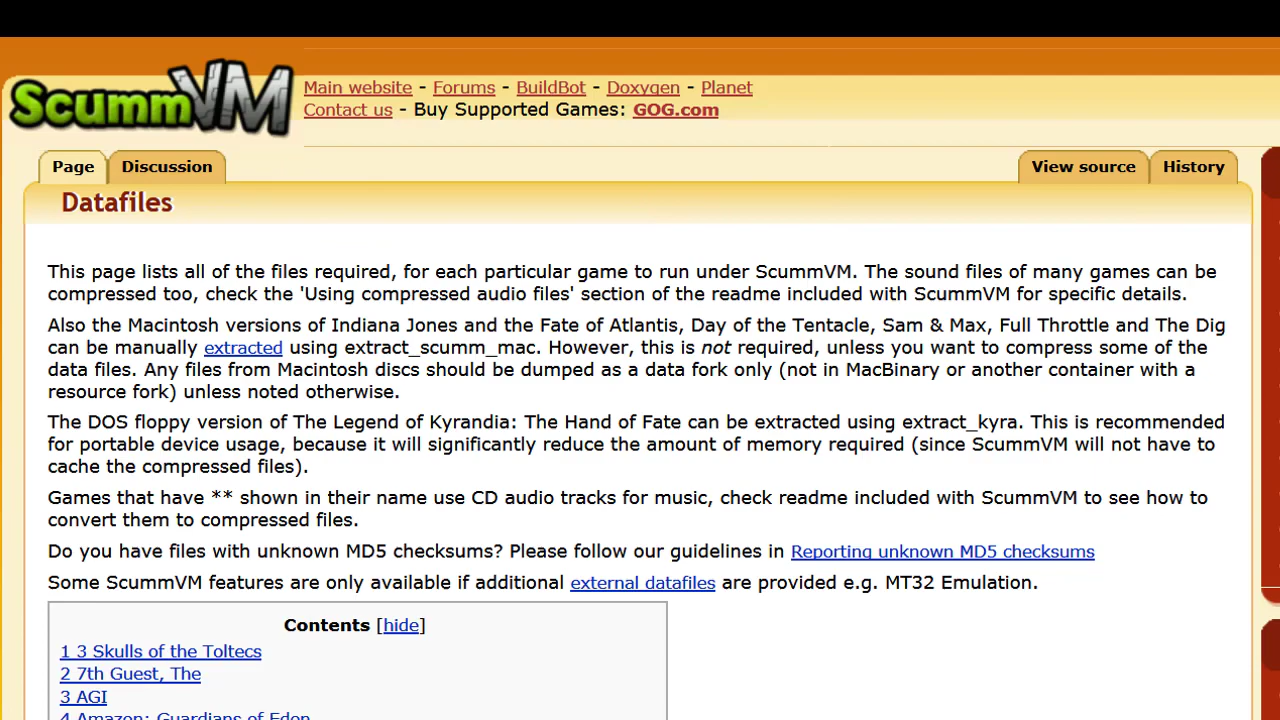 ScummVM
Main website - Forums - BuildBot - Doxygen - Planet
Contact us - Buy Supported Games: GOG.com
Page Discussion View source History
Datafiles
This page lists all of the files required, for each particular game to run under ScummVM. The sound files of many games can be
compressed too, check the 'Using compressed audio files' section of the readme included with ScummVM for specific details.
Also the Macintosh versions of Indiana Jones and the Fate of Atlantis, Day of the Tentacle, Sam & Max, Full Throttle and The Dig
can be manually extracted using extract_scumm_mac. However, this is not required, unless you want to compress some of the
data files. Any files from Macintosh discs should be dumped as a data fork only (not in MacBinary or another container with a
resource fork) unless noted otherwise.
The DOS floppy version of The Legend of Kyrandia: The Hand of Fate can be extracted using extract_kyra. This is recommended
for portable device usage, because it will significantly reduce the amount of memory required (since ScummVM will not have to
cache the compressed files).
Games that have ** shown in their name use CD audio tracks for music, check readme included with ScummVM to see how to
convert them to compressed files.
Do you have files with unknown MD5 checksums? Please follow our guidelines in Reporting unknown MD5 checksums
Some ScummVM features are only available if additional external datafiles are provided e.g. MT32 Emulation.
Contents [hide]
1 3 Skulls of the Toltecs
2 7th Guest, The
3 AGI
4 Amazon: Guardians of Eden